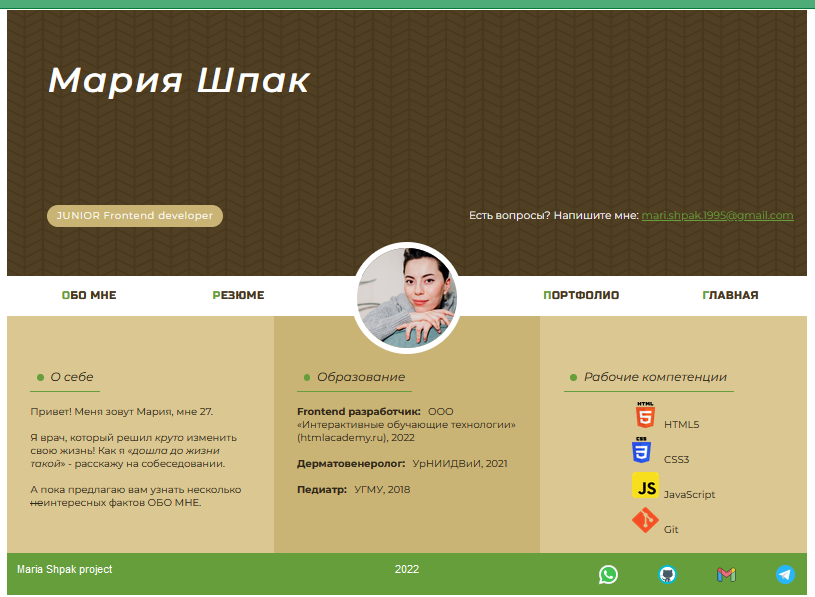 Мария Шпак
JUNIOR Frontend developer
Есть вопросы? Напишите мне: mari.shpak.1995@gmail.com
ОБО МНЕ
РЕЗЮМЕ
ПОРТФОЛИО
ГЛАВНАЯ
О себе
Привет! Меня зовут Мария, мне 27.
Я врач, который решил круто изменить
свою жизнь! Как я «дошла до жизни
такой» - расскажу на собеседовании.
А пока предлагаю вам узнать несколько
неинтересных фактов ОБО МНЕ.
Образование
Frontend разработчик: ООО
«Интерактивные обучающие технологии»
(htmlacademy.ru), 2022
Дерматовенеролог: УрНИИДВиИ, 2021
Педиатр: УГМУ, 2018
Рабочие компетенции
HTML
5
HTML5
CSS
3
CSS3
JS
JavaScript
Git
Maria Shpak project
2022